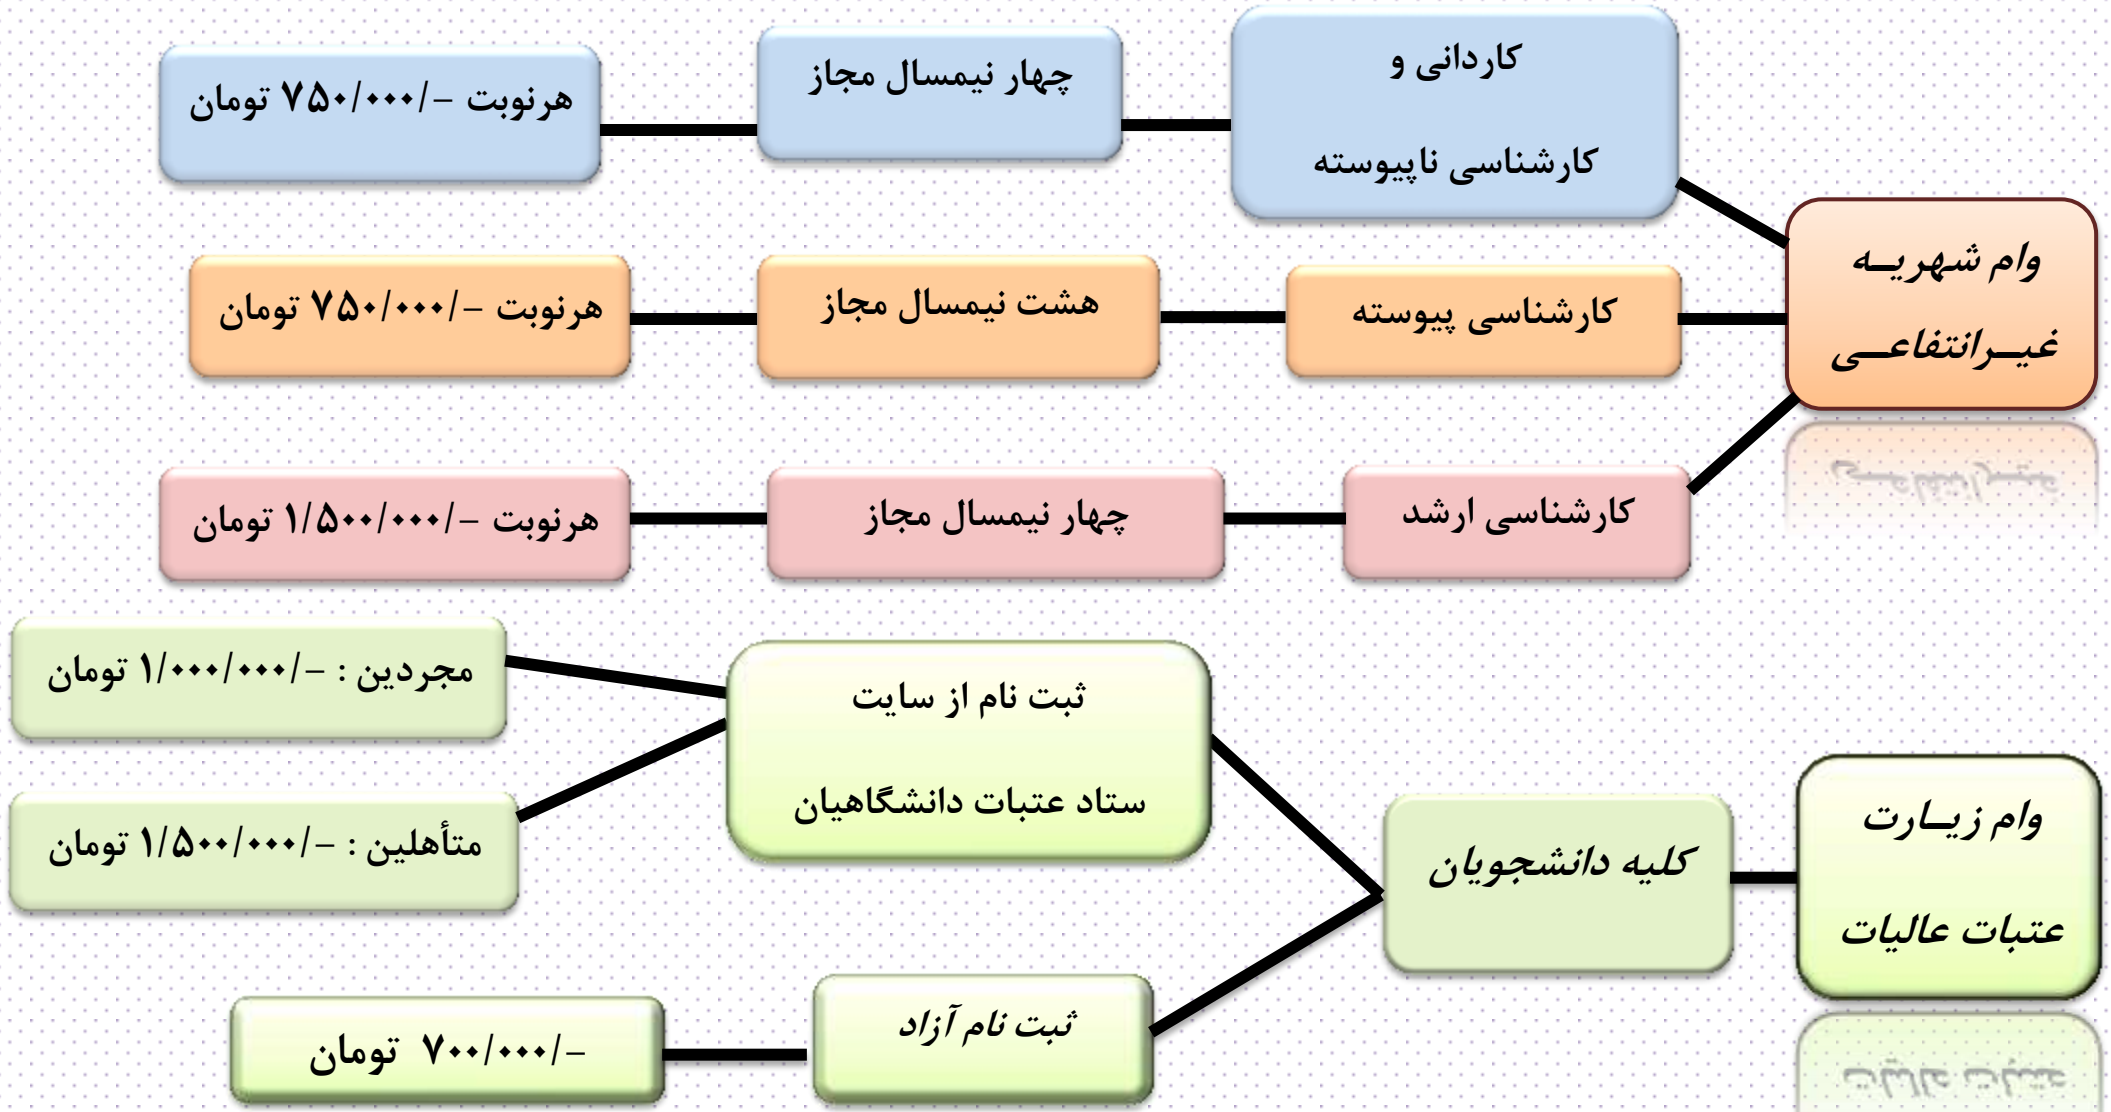 وام شهریه
غیرانتفاعی
کاردانی و
کارشناسی ناپیوسته
چهار نیمسال مجاز
هرنوبت -/۷۵۰/۰۰۰ تومان
کارشناسی پیوسته
هشت نیمسال مجاز
هرنوبت -/۷۵۰/۰۰۰ تومان
کارشناسی ارشد
چهار نیمسال مجاز
هرنوبت -/۱/۵۰۰/۰۰۰ تومان
وام زیارت
عتبات عالیات
کلیه دانشجویان
ثبت نام از سایت
ستاد عتبات دانشگاهیان
مجردین : -/۱/۰۰۰/۰۰۰ تومان
متأهلین : -/۱/۵۰۰/۰۰۰ تومان
ثبت نام آزاد
-/۷۰۰/۰۰۰ تومان